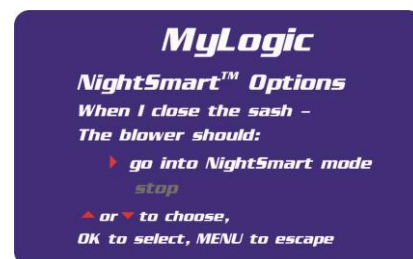 MyLogic
NightSmart™ Options
When I close the sash –
The blower should:
go into NightSmart mode
stop
or to choose,
OK to select, MENU to escape